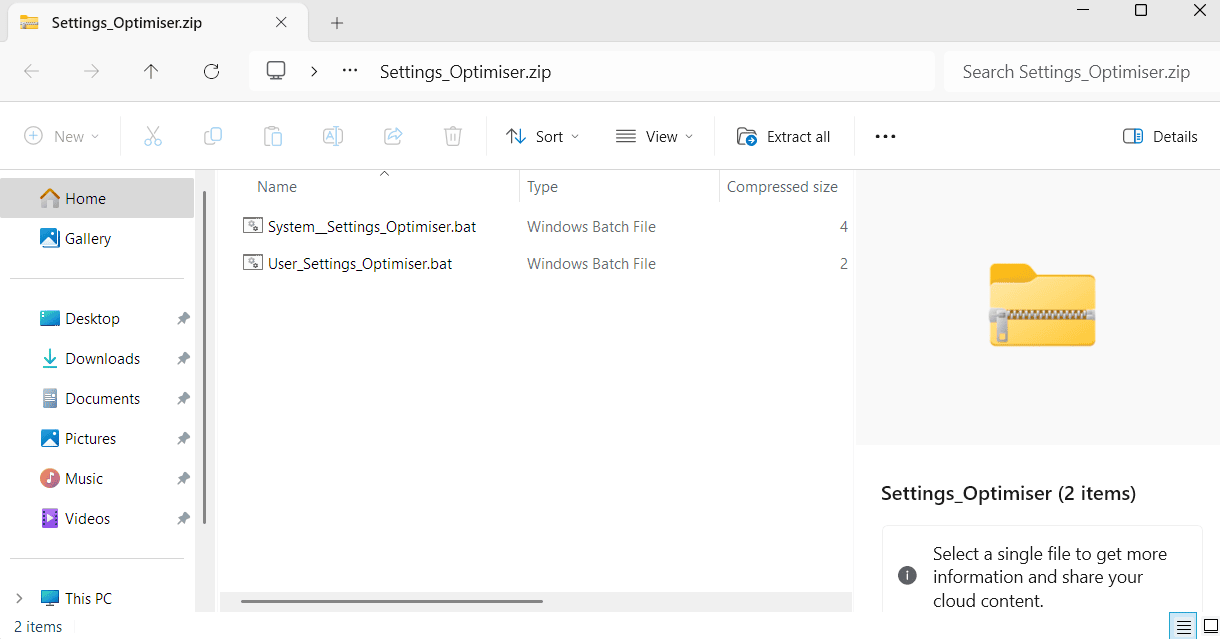 Settings_Optimiser.zip
Settings_Optimiser.zip
Search Settings_Optimiser.zip
New
Sort
View
Extract all
Details
Home
Gallery
Desktop
Downloads
Documents
Pictures
Music
Videos
This PC
Name
Type
Compressed size
System__Settings_Optimiser.bat
Windows Batch File
4
User_Settings_Optimiser.bat
Windows Batch File
2
Settings_Optimiser (2 items)
Select a single file to get more
information and share your
cloud content.
2 items